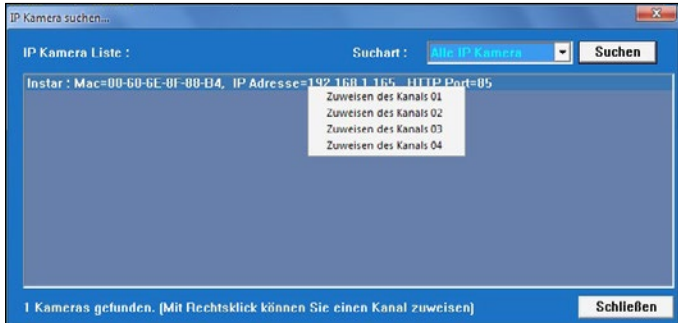 IP Kamera suchen...
IP Kamera Liste : Suchart : Alle IP Kamera Suchen
Instar : Mac=00-60-6E-8F-88-B4, IP Adresse=192.168.1.165, HTTP Port=85
Zuweisen des Kanals 01
Zuweisen des Kanals 02
Zuweisen des Kanals 03
Zuweisen des Kanals 04
1 Kameras gefunden. (Mit Rechtsklick können Sie einen Kanal zuweisen)
Schließen